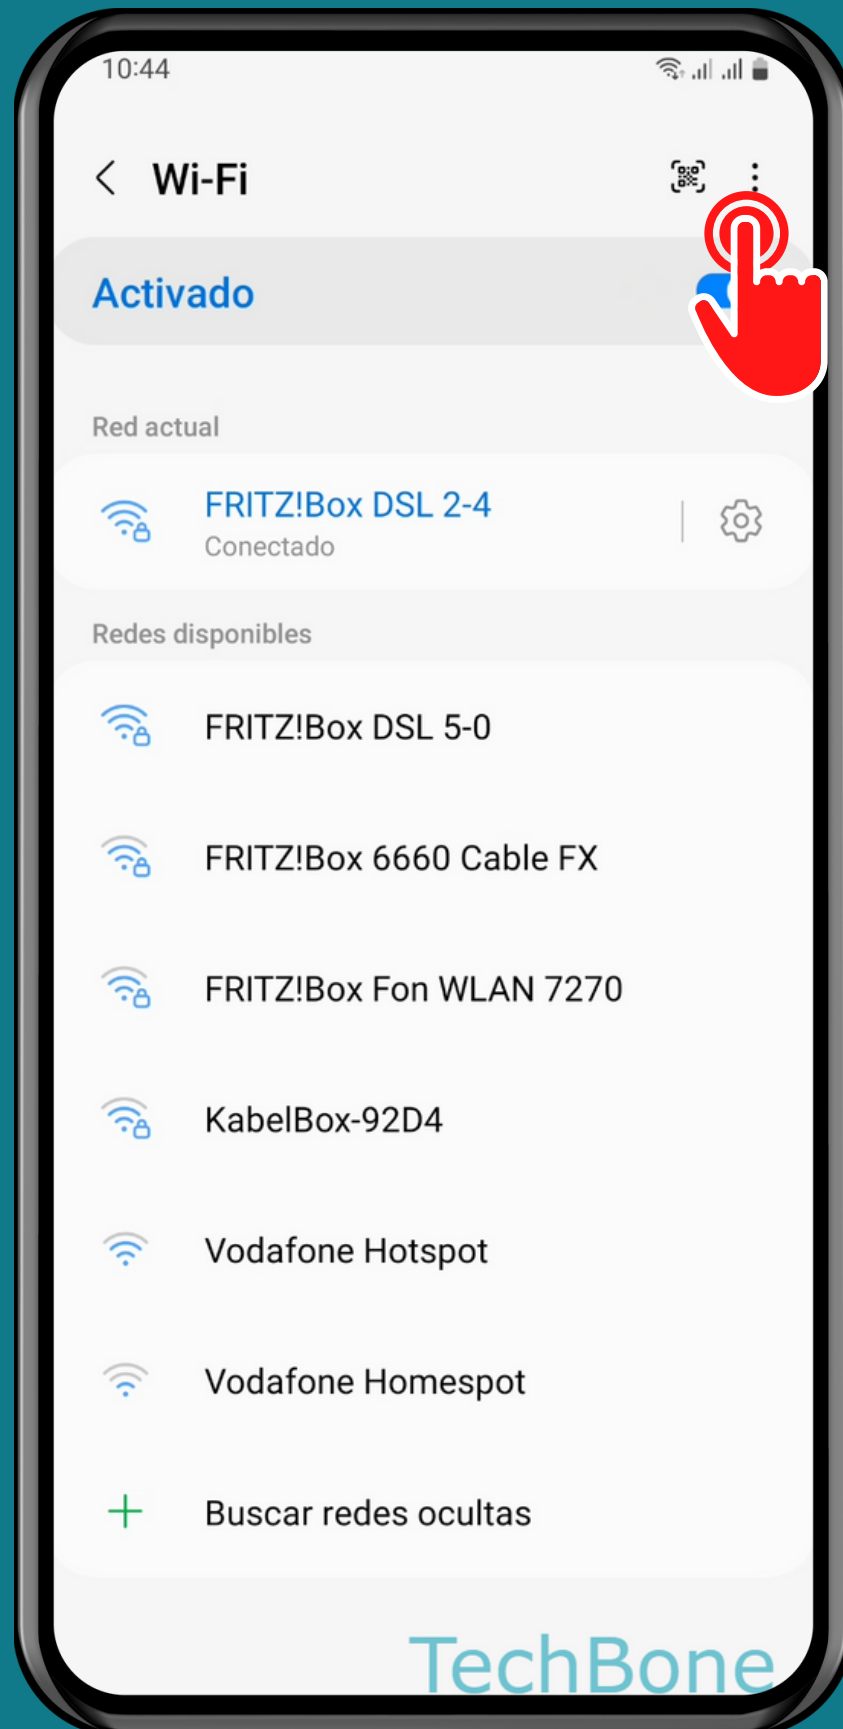 10:44
Wi-Fi
Activado
Red actual
FRITZ!Box DSL 2-4
Conectado
Redes disponibles
FRITZ!Box DSL 5-0
FRITZ!Box 6660 Cable FX
FRITZ!Box Fon WLAN 7270
KabelBox-92D4
Vodafone Hotspot
Vodafone Homespot
Buscar redes ocultas
TechBone